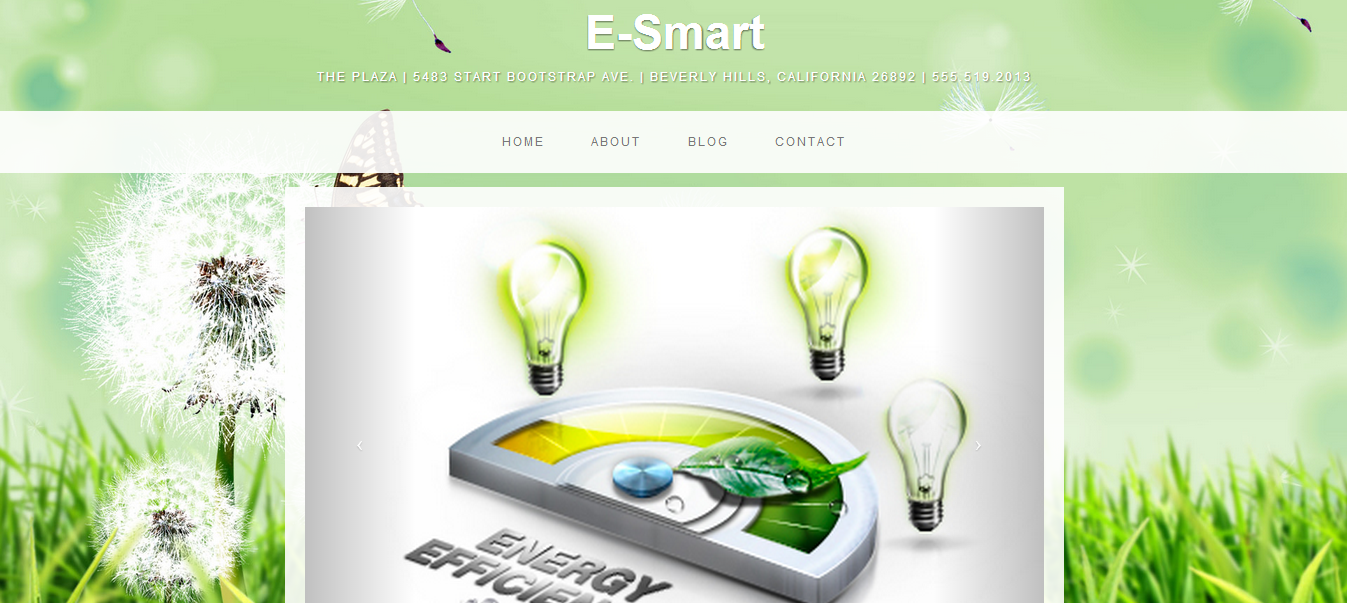 E-Smart
THE PLAZA | 5483 START BOOTSTRAP AVE. | BEVERLY HILLS, CALIFORNIA 26892 | 555.519.2013
HOME ABOUT BLOG CONTACT
‹ ›
ENERGY